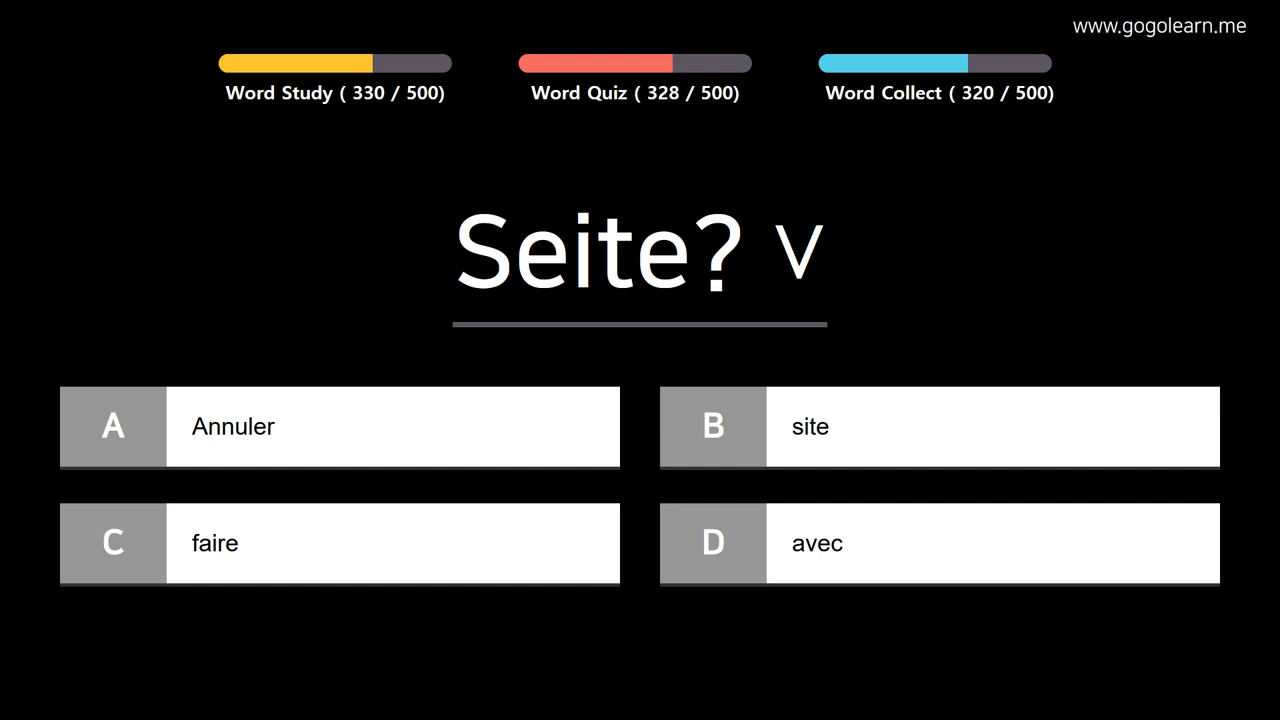 www.gogolearn.me
Word Study ( 330 / 500)
Word Quiz ( 328 / 500)
Word Collect ( 320 / 500)
Seite? V
A Annuler
B site
C faire
D avec